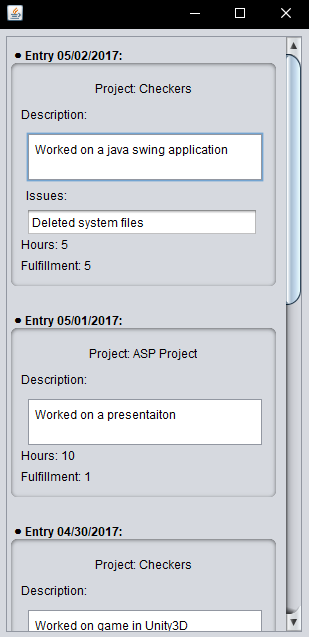 ● Entry 05/02/2017:
Project: Checkers
Description:
Worked on a java swing application
Issues:
Deleted system files
Hours: 5
Fulfillment: 5
● Entry 05/01/2017:
Project: ASP Project
Description:
Worked on a presentaiton
Hours: 10
Fulfillment: 1
● Entry 04/30/2017:
Project: Checkers
Description:
Worked on game in Unity3D